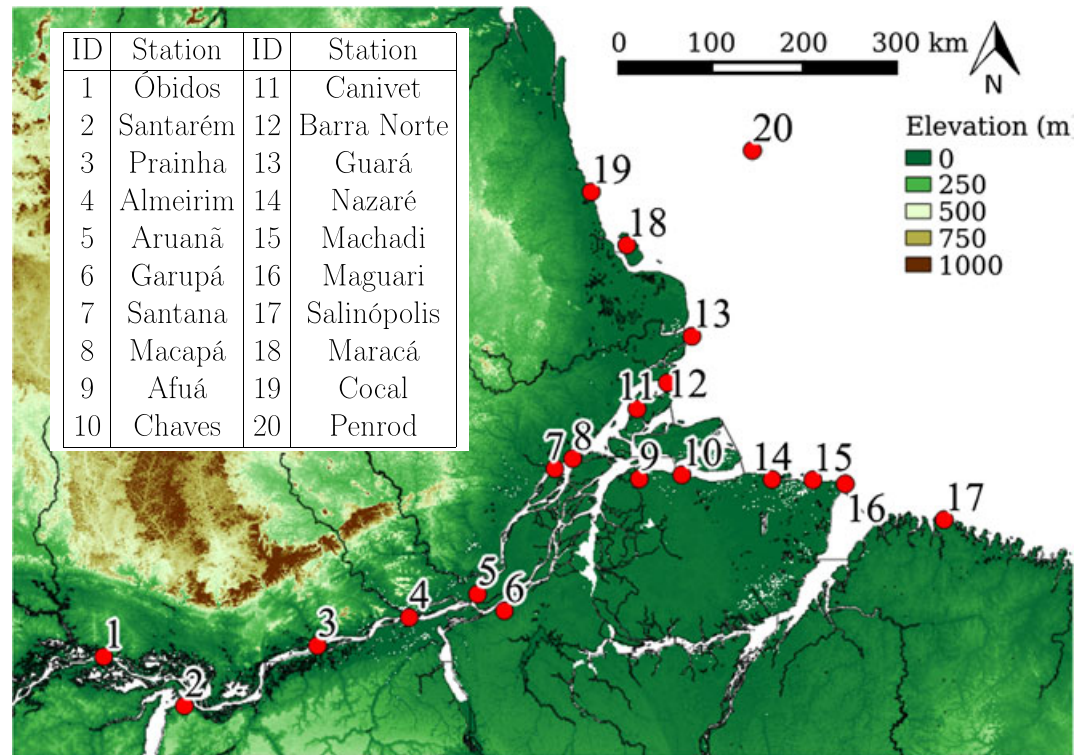 ID Station ID Station
1 Óbidos 11 Canivet
2 Santarém 12 Barra Norte
3 Prainha 13 Guará
4 Almeirim 14 Nazaré
5 Aruanã 15 Machadi
6 Garupá 16 Maguari
7 Santana 17 Salinópolis
8 Macapá 18 Maracá
9 Afuá 19 Cocal
10 Chaves 20 Penrod
0 100 200 300 km
N
Elevation (m
0
250
500
750
1000
20
19
18
13
11 12
7 8
9 10 14 15
16 17
5
6
4
3
1
2